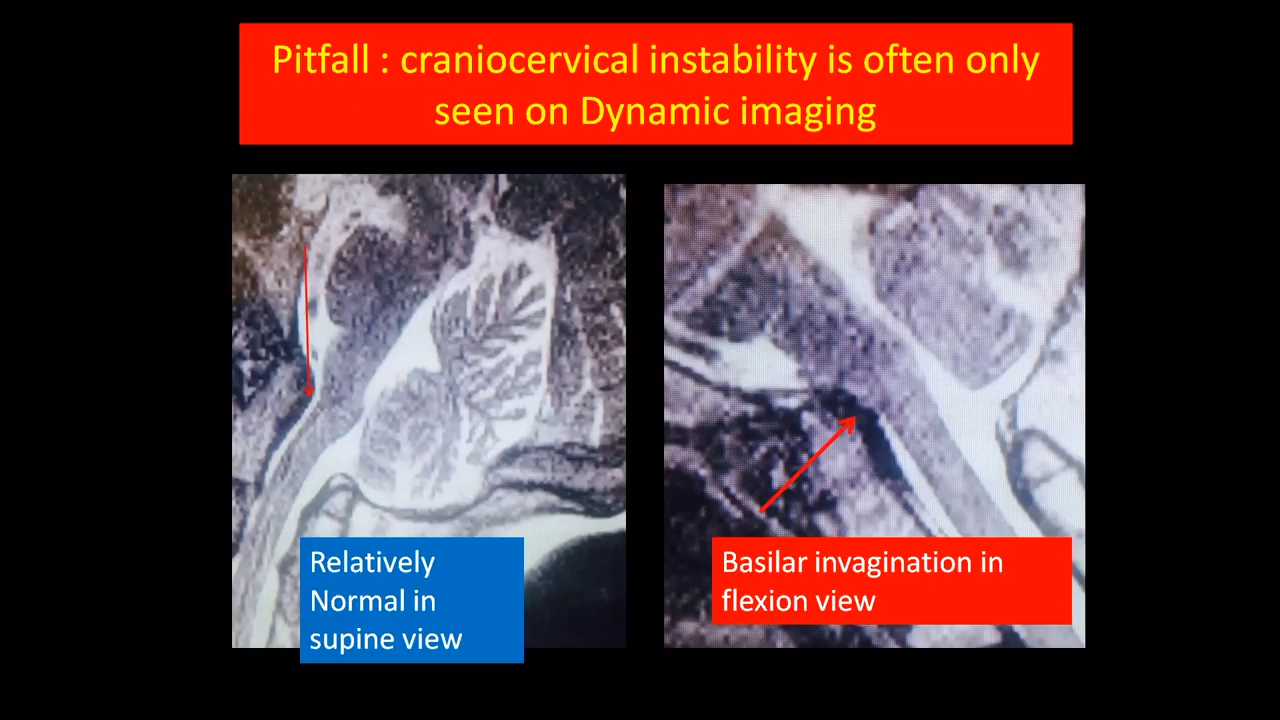 Pitfall : craniocervical instability is often only
seen on Dynamic imaging
Relatively
Normal in
supine view
Basilar invagination in
flexion view